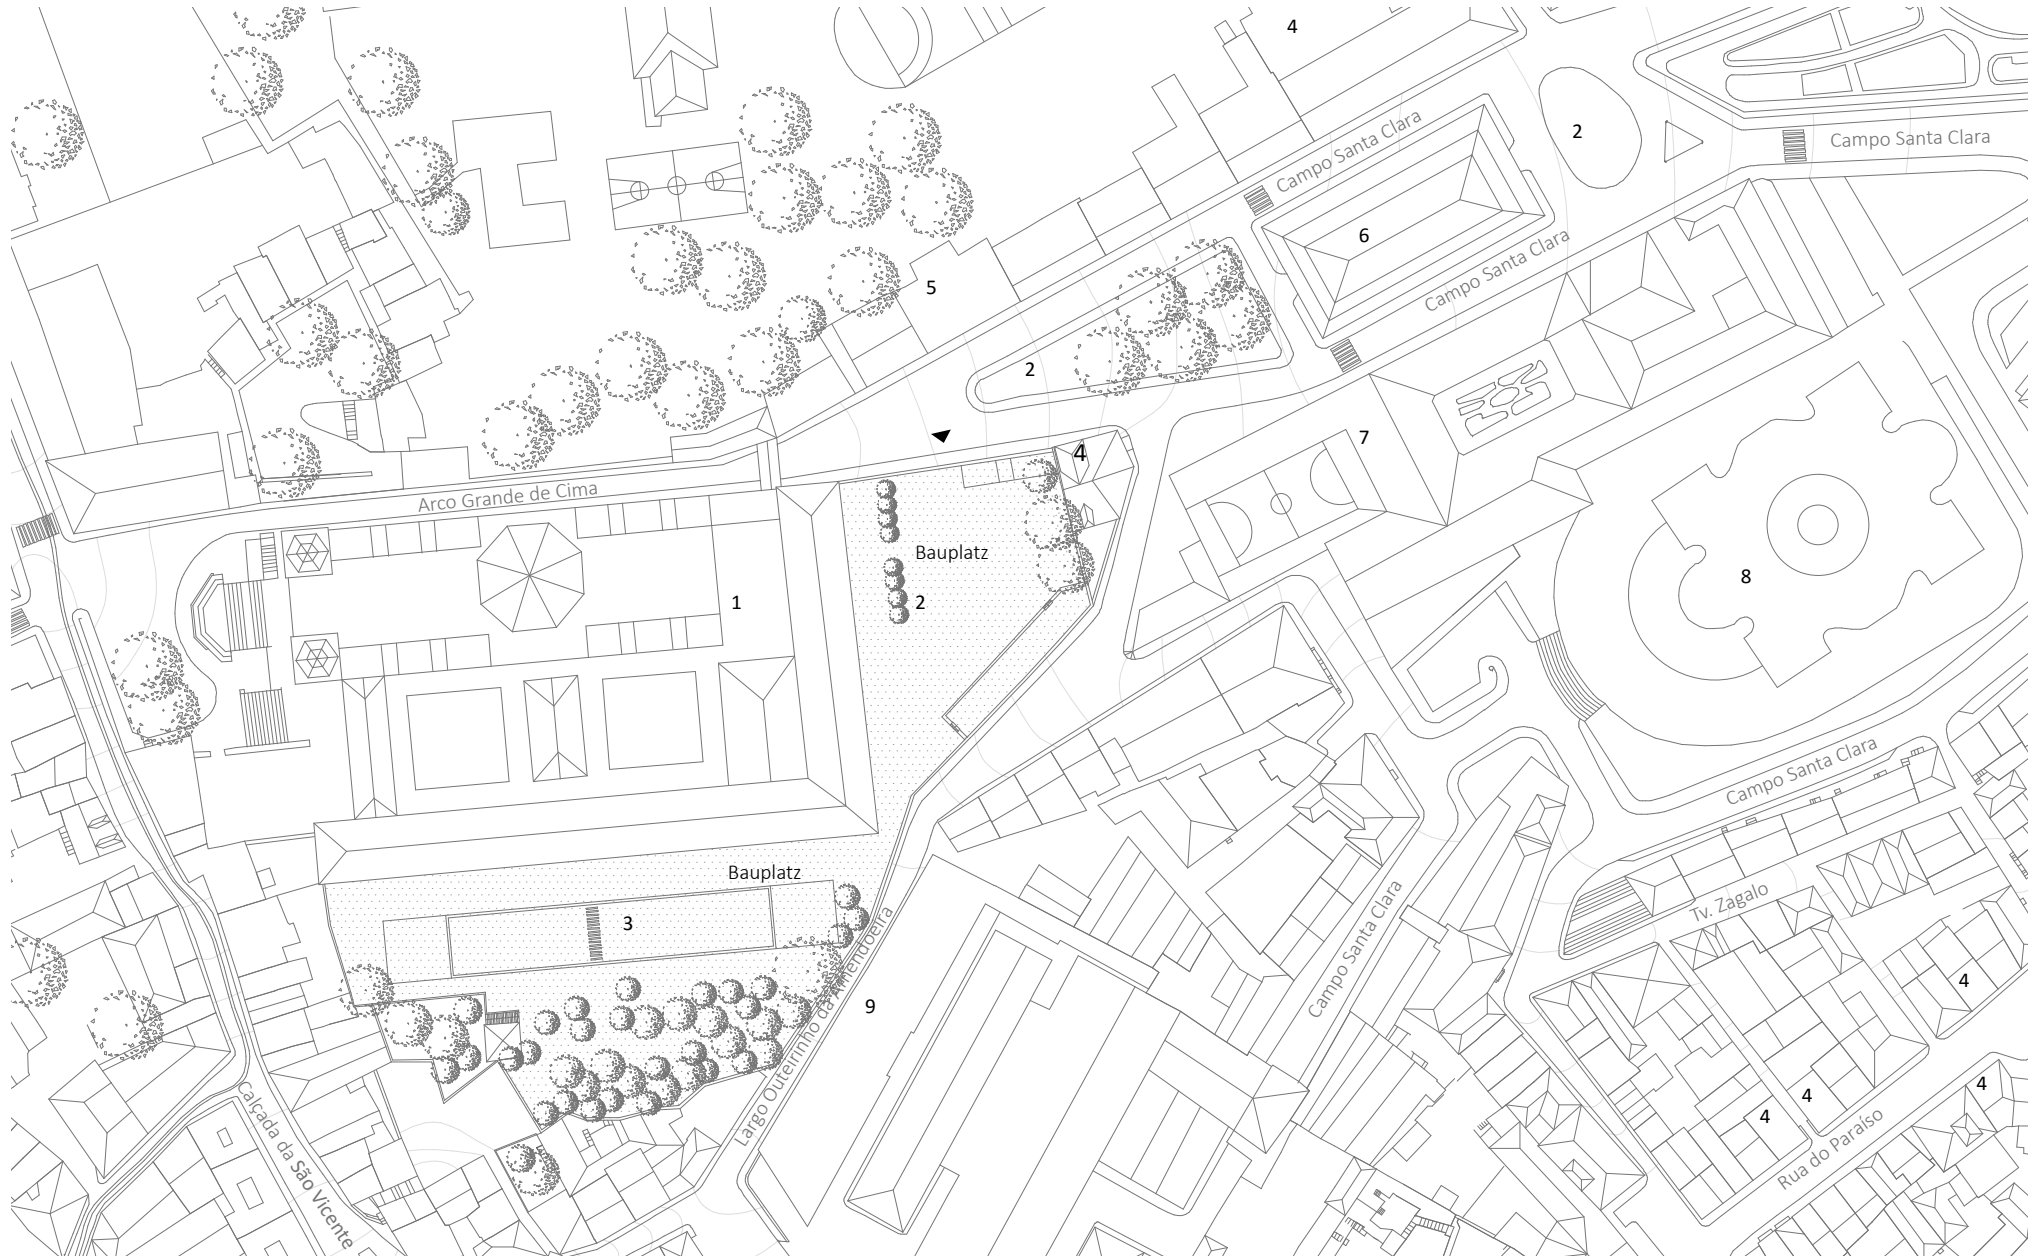 4
Campo Santa Clara
2
Campo Santa Clara
6
Campo Santa Clara
5
2
7
4
Arco Grande de Cima
Bauplatz
8
1
2
Campo Santa Clara
Bauplatz
Tv. Zagalo
3
Campo Santa Clara
Largo Outeirinho da Amendoeira
9
4
4
4
4
Rua do Paraíso
Calçada da São Vicente